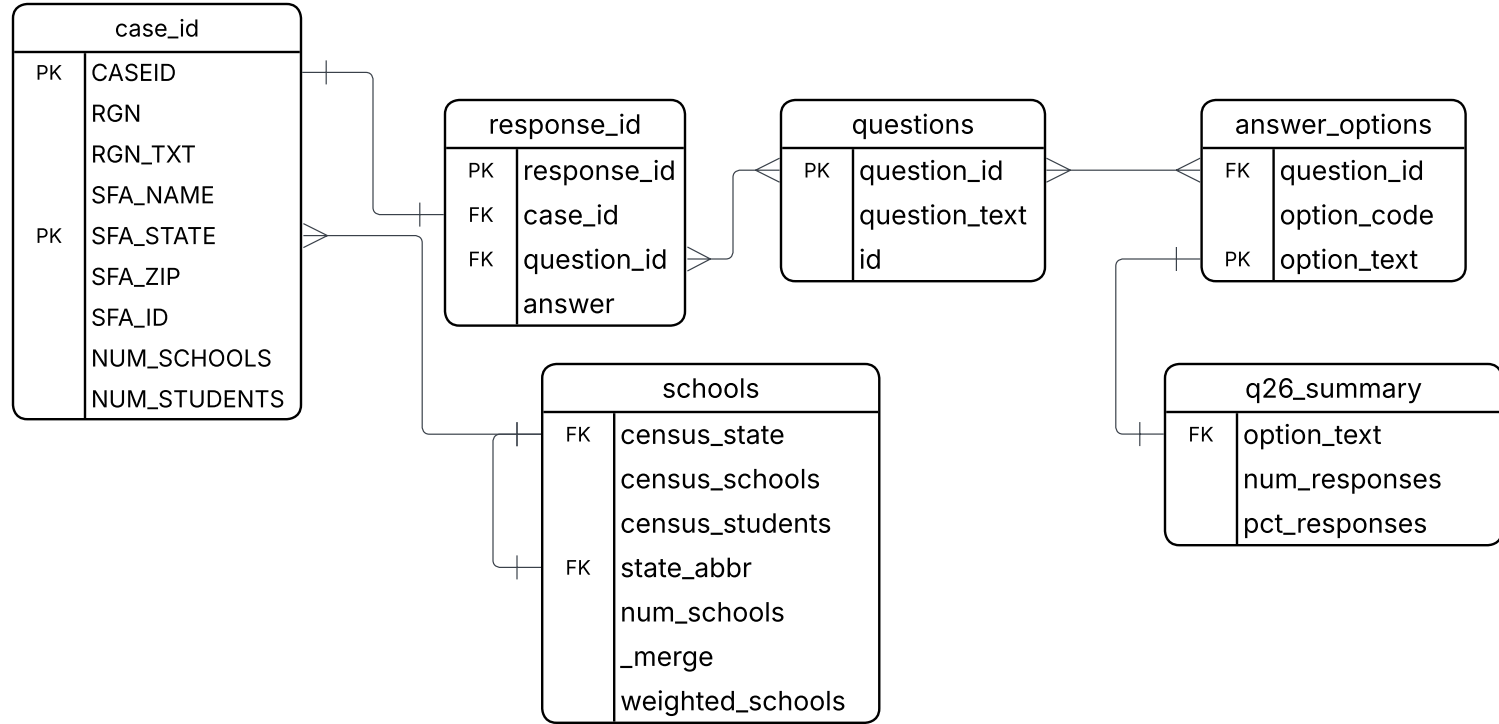 case_id
PK CASEID
RGN
RGN_TXT
SFA_NAME
PK SFA_STATE
SFA_ZIP
SFA_ID
NUM_SCHOOLS
NUM_STUDENTS
response_id
PK response_id
FK case_id
FK question_id
answer
questions
PK question_id
question_text
id
answer_options
FK question_id
option_code
PK option_text
schools
FK census_state
census_schools
census_students
FK state_abbr
num_schools
_merge
weighted_schools
q26_summary
FK option_text
num_responses
pct_responses